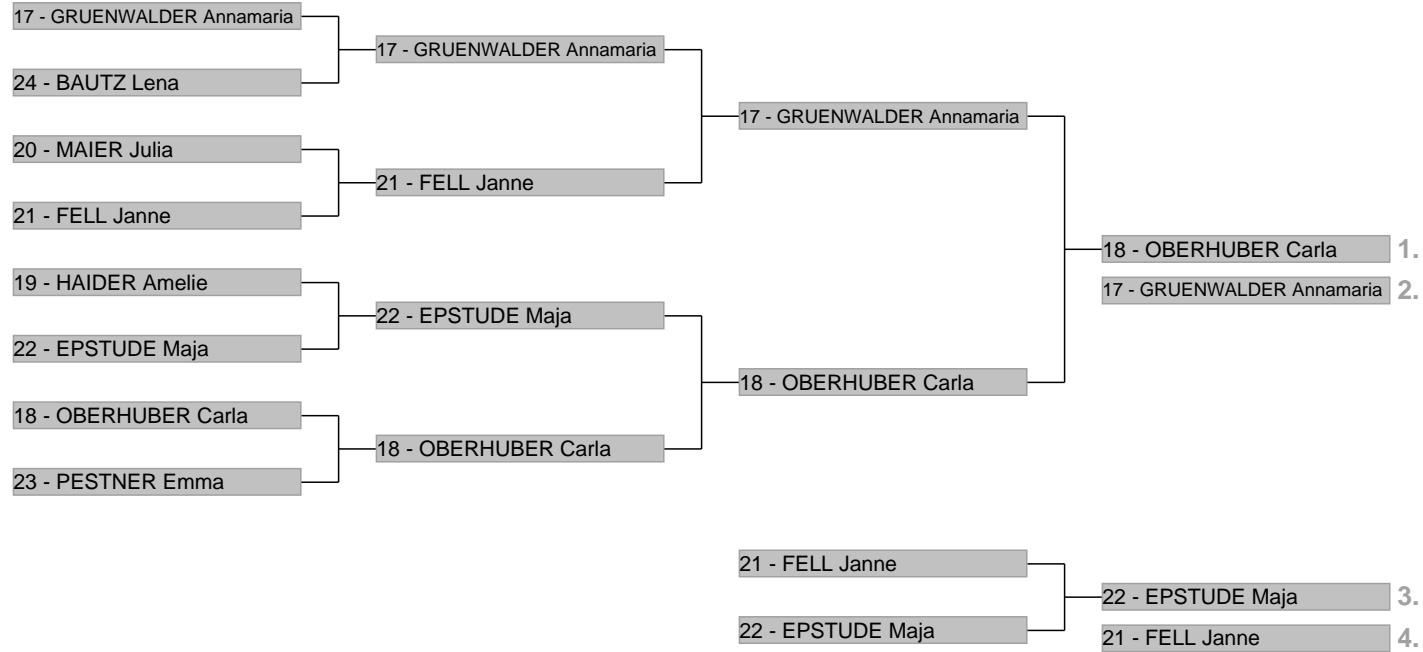 17 - GRUENWALDER Annamaria
24 - BAUTZ Lena
20 - MAIER Julia
21 - FELL Janne
19 - HAIDER Amelie
22 - EPSTUDE Maja
18 - OBERHUBER Carla
23 - PESTNER Emma
17 - GRUENWALDER Annamaria
21 - FELL Janne
22 - EPSTUDE Maja
18 - OBERHUBER Carla
17 - GRUENWALDER Annamaria
18 - OBERHUBER Carla
18 - OBERHUBER Carla 1.
17 - GRUENWALDER Annamaria 2.
21 - FELL Janne
22 - EPSTUDE Maja
22 - EPSTUDE Maja 3.
21 - FELL Janne 4.